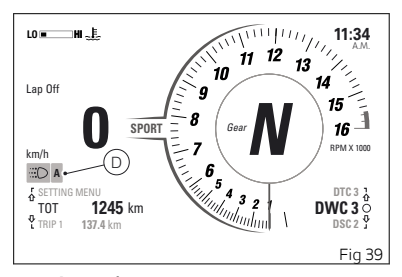 LO HI
11:34
A.M.
Lap Off
0
km/h
D
A
SETTING MENU
TOT 1245 km
TRIP 1 137.4 km
SPORT
Gear N
1
2
3
4
5
6
7
8
9
10
11
12
13
14
15
16
RPM X 1000
DTC 3
DWC 3
DSC 2
Fig 39